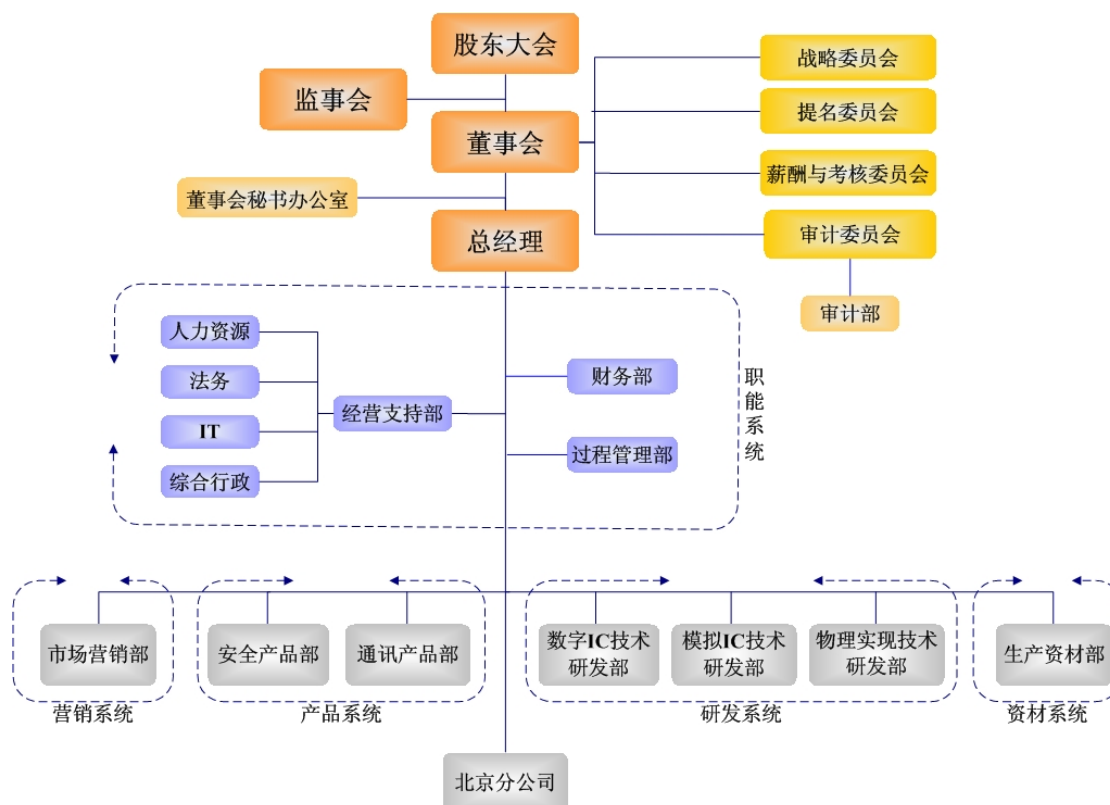 股东大会
战略委员会
监事会
提名委员会
董事会
薪酬与考核委员会
董事会秘书办公室
总经理
审计委员会
审计部
人力资源
法务
IT
综合行政
经营支持部
财务部
过程管理部
职能系统
市场营销部
安全产品部
通讯产品部
数字IC技术
研发部
模拟IC技术
研发部
物理实现技术
研发部
生产资材部
营销系统
产品系统
研发系统
资材系统
北京分公司